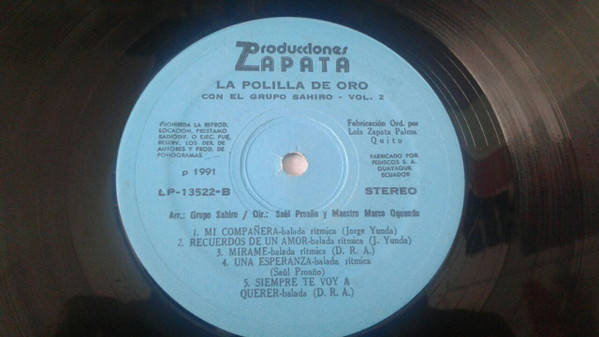 Producciones
ZAPATA
LA POLILLA DE ORO
CON EL GRUPO SAHIRO - VOL. 2
PROHIBIDA LA REPROD,
LOCACION, PRESTAMO
RADIODIF. O EJEC. PUB,
RESERV. LOS DER. DE
AUTORES Y PROD. DE
FONOGRAMAS
Fabricación Ord. por
Lola Zapata Palma
Quito
FABRICADO POR
FEDISCOS S. A.
GUAYAQUIL
ECUADOR
p 1991
LP-13522-B
STEREO
Arr.: Grupo Sahiro / Dir.: Saúl Proaño y Maestro Marco Oquendo
1. MI COMPAÑERA-balada rítmica (Jorge Yunda)
2. RECUERDOS DE UN AMOR-balada rítmica (J. Yunda)
3. MIRAME-balada rítmica (D. R. A.)
4. UNA ESPERANZA-balada rítmica
(Saúl Proaño)
5. SIEMPRE TE VOY A
QUERER-balada (D. R. A.)